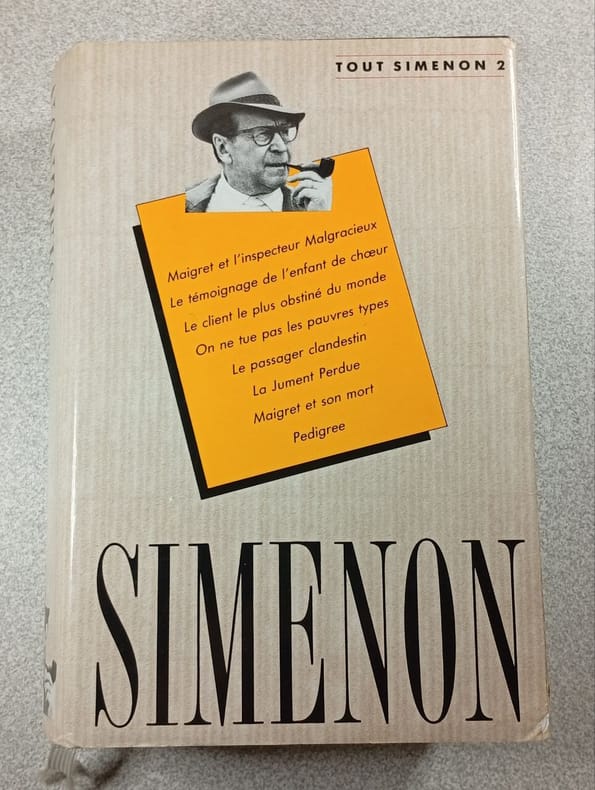 TOUT SIMENON 2
Maigret et l'inspecteur Malgracieux
Le témoignage de l'enfant de chœur
Le client le plus obstiné du monde
On ne tue pas les pauvres types
Le passager clandestin
La Jument Perdue
Maigret et son mort
Pedigree
SIMENON